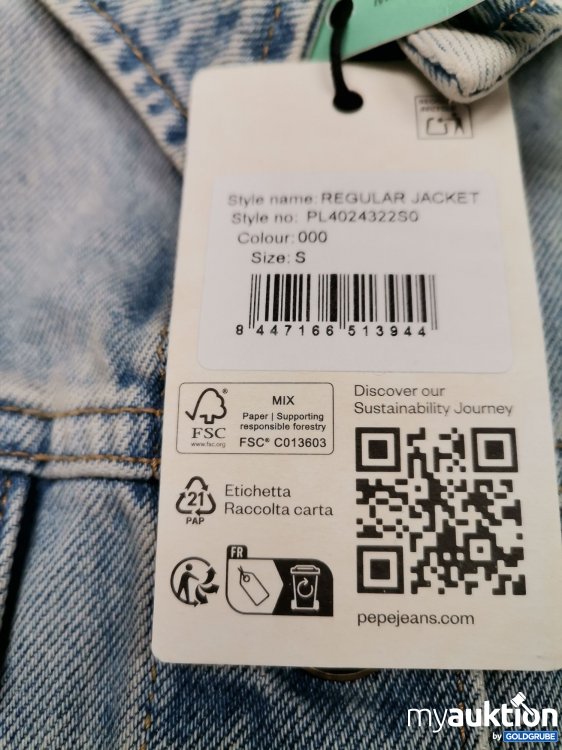 Style name: REGULAR JACKET
Style no: PL4024322S0
Colour: 000
Size: S
8 447166 513944
FSC®
www.fsc.org
MIX
Paper | Supporting
responsible forestry
FSC® C013603
Discover our
Sustainability Journey
21
PAP
Etichetta
Raccolta carta
FR
pepejeans.com
myauktion
by GOLDGRUBE